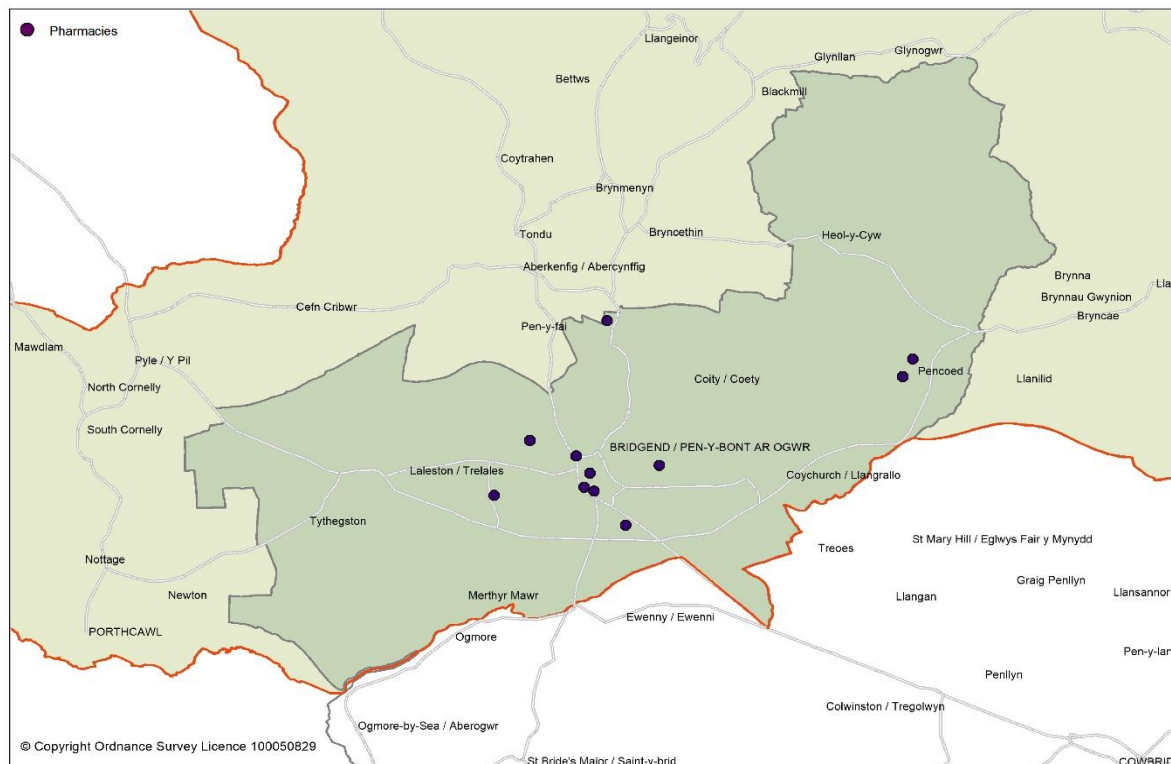 Pharmacies
Llangeinor
Glynllan
Glynogwr
Bettws
Blackmill
Coytrahen
Brynmenyn
Tondu
Bryncethin
Heol-y-Cyw
Aberkenfig / Abercynffig
Brynna
Lla
Cefn Cribwr
Brynnau Gwynion
Bryncae
Pen-y-fai
Mawdlam
Pyle / Y Pil
Pencoed
Coity / Coety
Llanilid
North Cornelly
South Cornelly
BRIDGEND / PEN-Y-BONT AR OGWR
Laleston / Trelales
Coychurch / Llangrallo
Tythegston
St Mary Hill / Eglwys Fair y Mynydd
Treoes
Nottage
Graig Penllyn
Newton
Merthyr Mawr
Llangan
Llansannor
Ewenny / Ewenni
PORTHCAWL
Ogmore
Pen-y-lan
Penllyn
Colwinston / Tregolwyn
Ogmore-by-Sea / Aberogwr
© Copyright Ordnance Survey Licence 100050829
St Bride's Major / Saint-y-brid
COWBRID